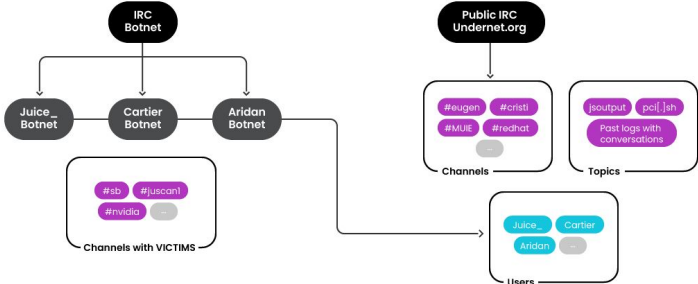 IRC
Botnet
Public IRC
Undernet.org
Juice_
Botnet
Cartier
Botnet
Aridan
Botnet
#eugen
#cristi
#MUIE
#redhat
...
Channels
jsoutput
pci[.]sh
Past logs with
conversations
Topics
#sb
#juscan1
#nvidia
...
Channels with VICTIMS
Juice_
Cartier
Aridan
...
Users